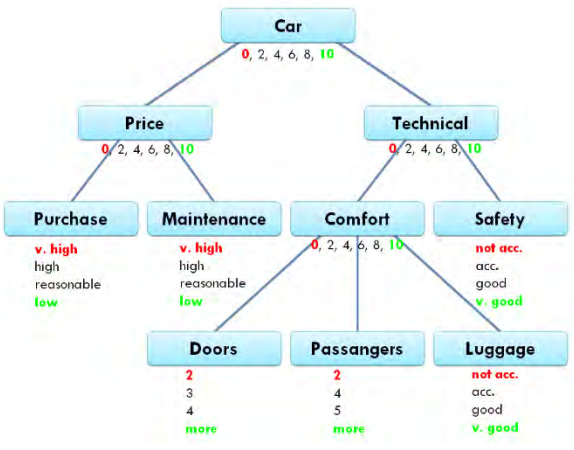 Car
0, 2, 4, 6, 8, 10
Price
Technical
0, 2, 4, 6, 8, 10
0, 2, 4, 6, 8, 10
Purchase
Maintenance
Comfort
Safety
v. high
high
reasonable
low
v. high
high
reasonable
low
0, 2, 4, 6, 8, 10
not acc.
acc.
good
v. good
Doors
Passangers
Luggage
2
3
4
more
2
4
5
more
not acc.
acc.
good
v. good